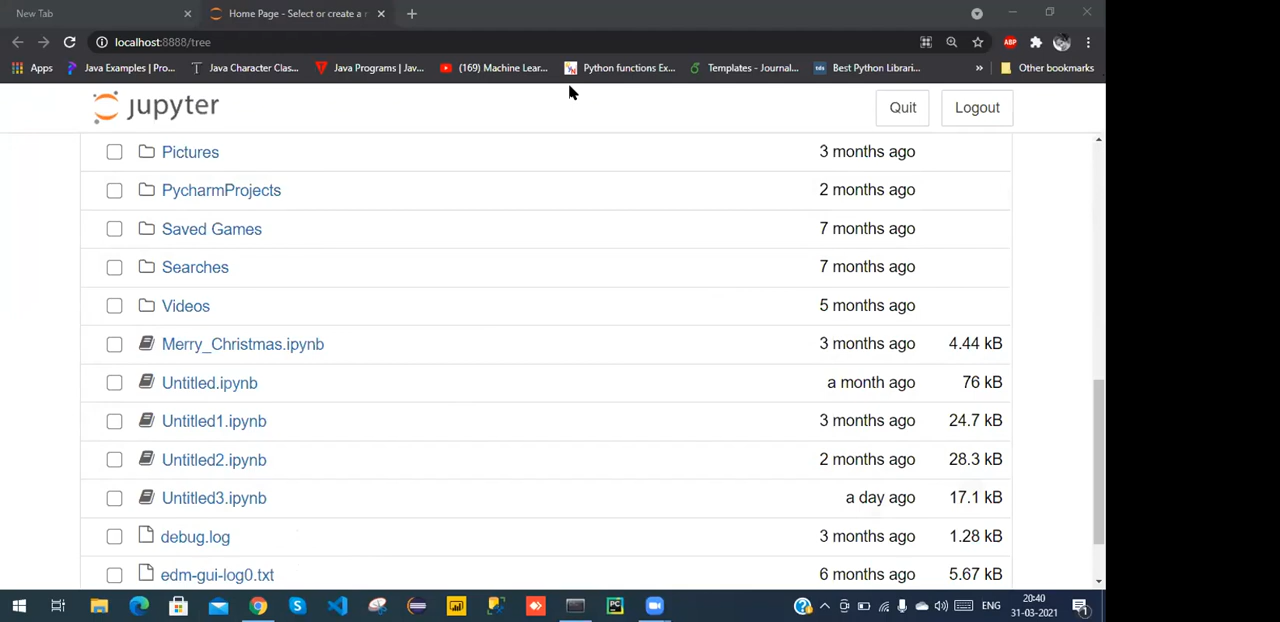 New Tab
Home Page - Select or create a n
localhost:8888/tree
ABP
Apps
Java Examples | Pro...
Java Character Clas...
Java Programs | Jav...
(169) Machine Lear...
Python functions Ex...
Templates - Journal...
Best Python Librari...
»
Other bookmarks
jupyter
Quit
Logout
Pictures 3 months ago
PycharmProjects 2 months ago
Saved Games 7 months ago
Searches 7 months ago
Videos 5 months ago
Merry_Christmas.ipynb 3 months ago 4.44 kB
Untitled.ipynb a month ago 76 kB
Untitled1.ipynb 3 months ago 24.7 kB
Untitled2.ipynb 2 months ago 28.3 kB
Untitled3.ipynb a day ago 17.1 kB
debug.log 3 months ago 1.28 kB
edm-gui-log0.txt 6 months ago 5.67 kB
ENG
20:40
31-03-2021